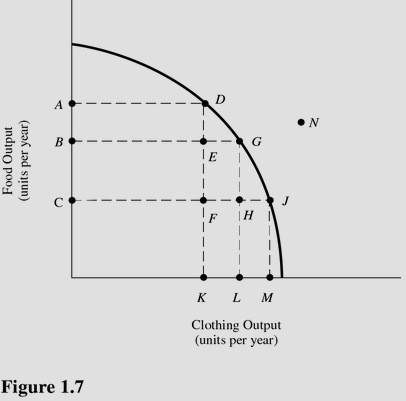 A
D
N
B
G
E
C
J
F
H
Food Output
(units per year)
K L M
Clothing Output
(units per year)
Figure 1.7